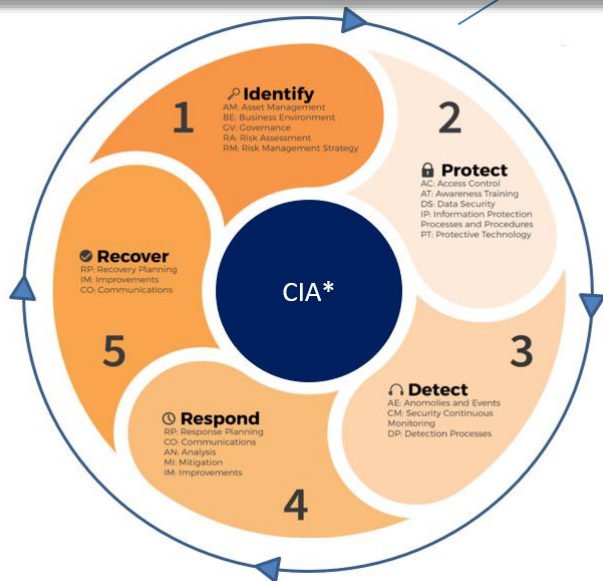 1
Identify
AM: Asset Management
BE: Business Environment
GV: Governance
RA: Risk Assessment
RM: Risk Management Strategy
2
Protect
AC: Access Control
AT: Awareness Training
DS: Data Security
IP: Information Protection
Processes and Procedures
PT: Protective Technology
3
Detect
AE: Anomolies and Events
CM: Security Continuous
Monitoring
DP: Detection Processes
4
Respond
RP: Response Planning
CO: Communications
AN: Analysis
MI: Mitigation
IM: Improvements
5
Recover
RP: Recovery Planning
IM: Improvements
CO: Communications
CIA*